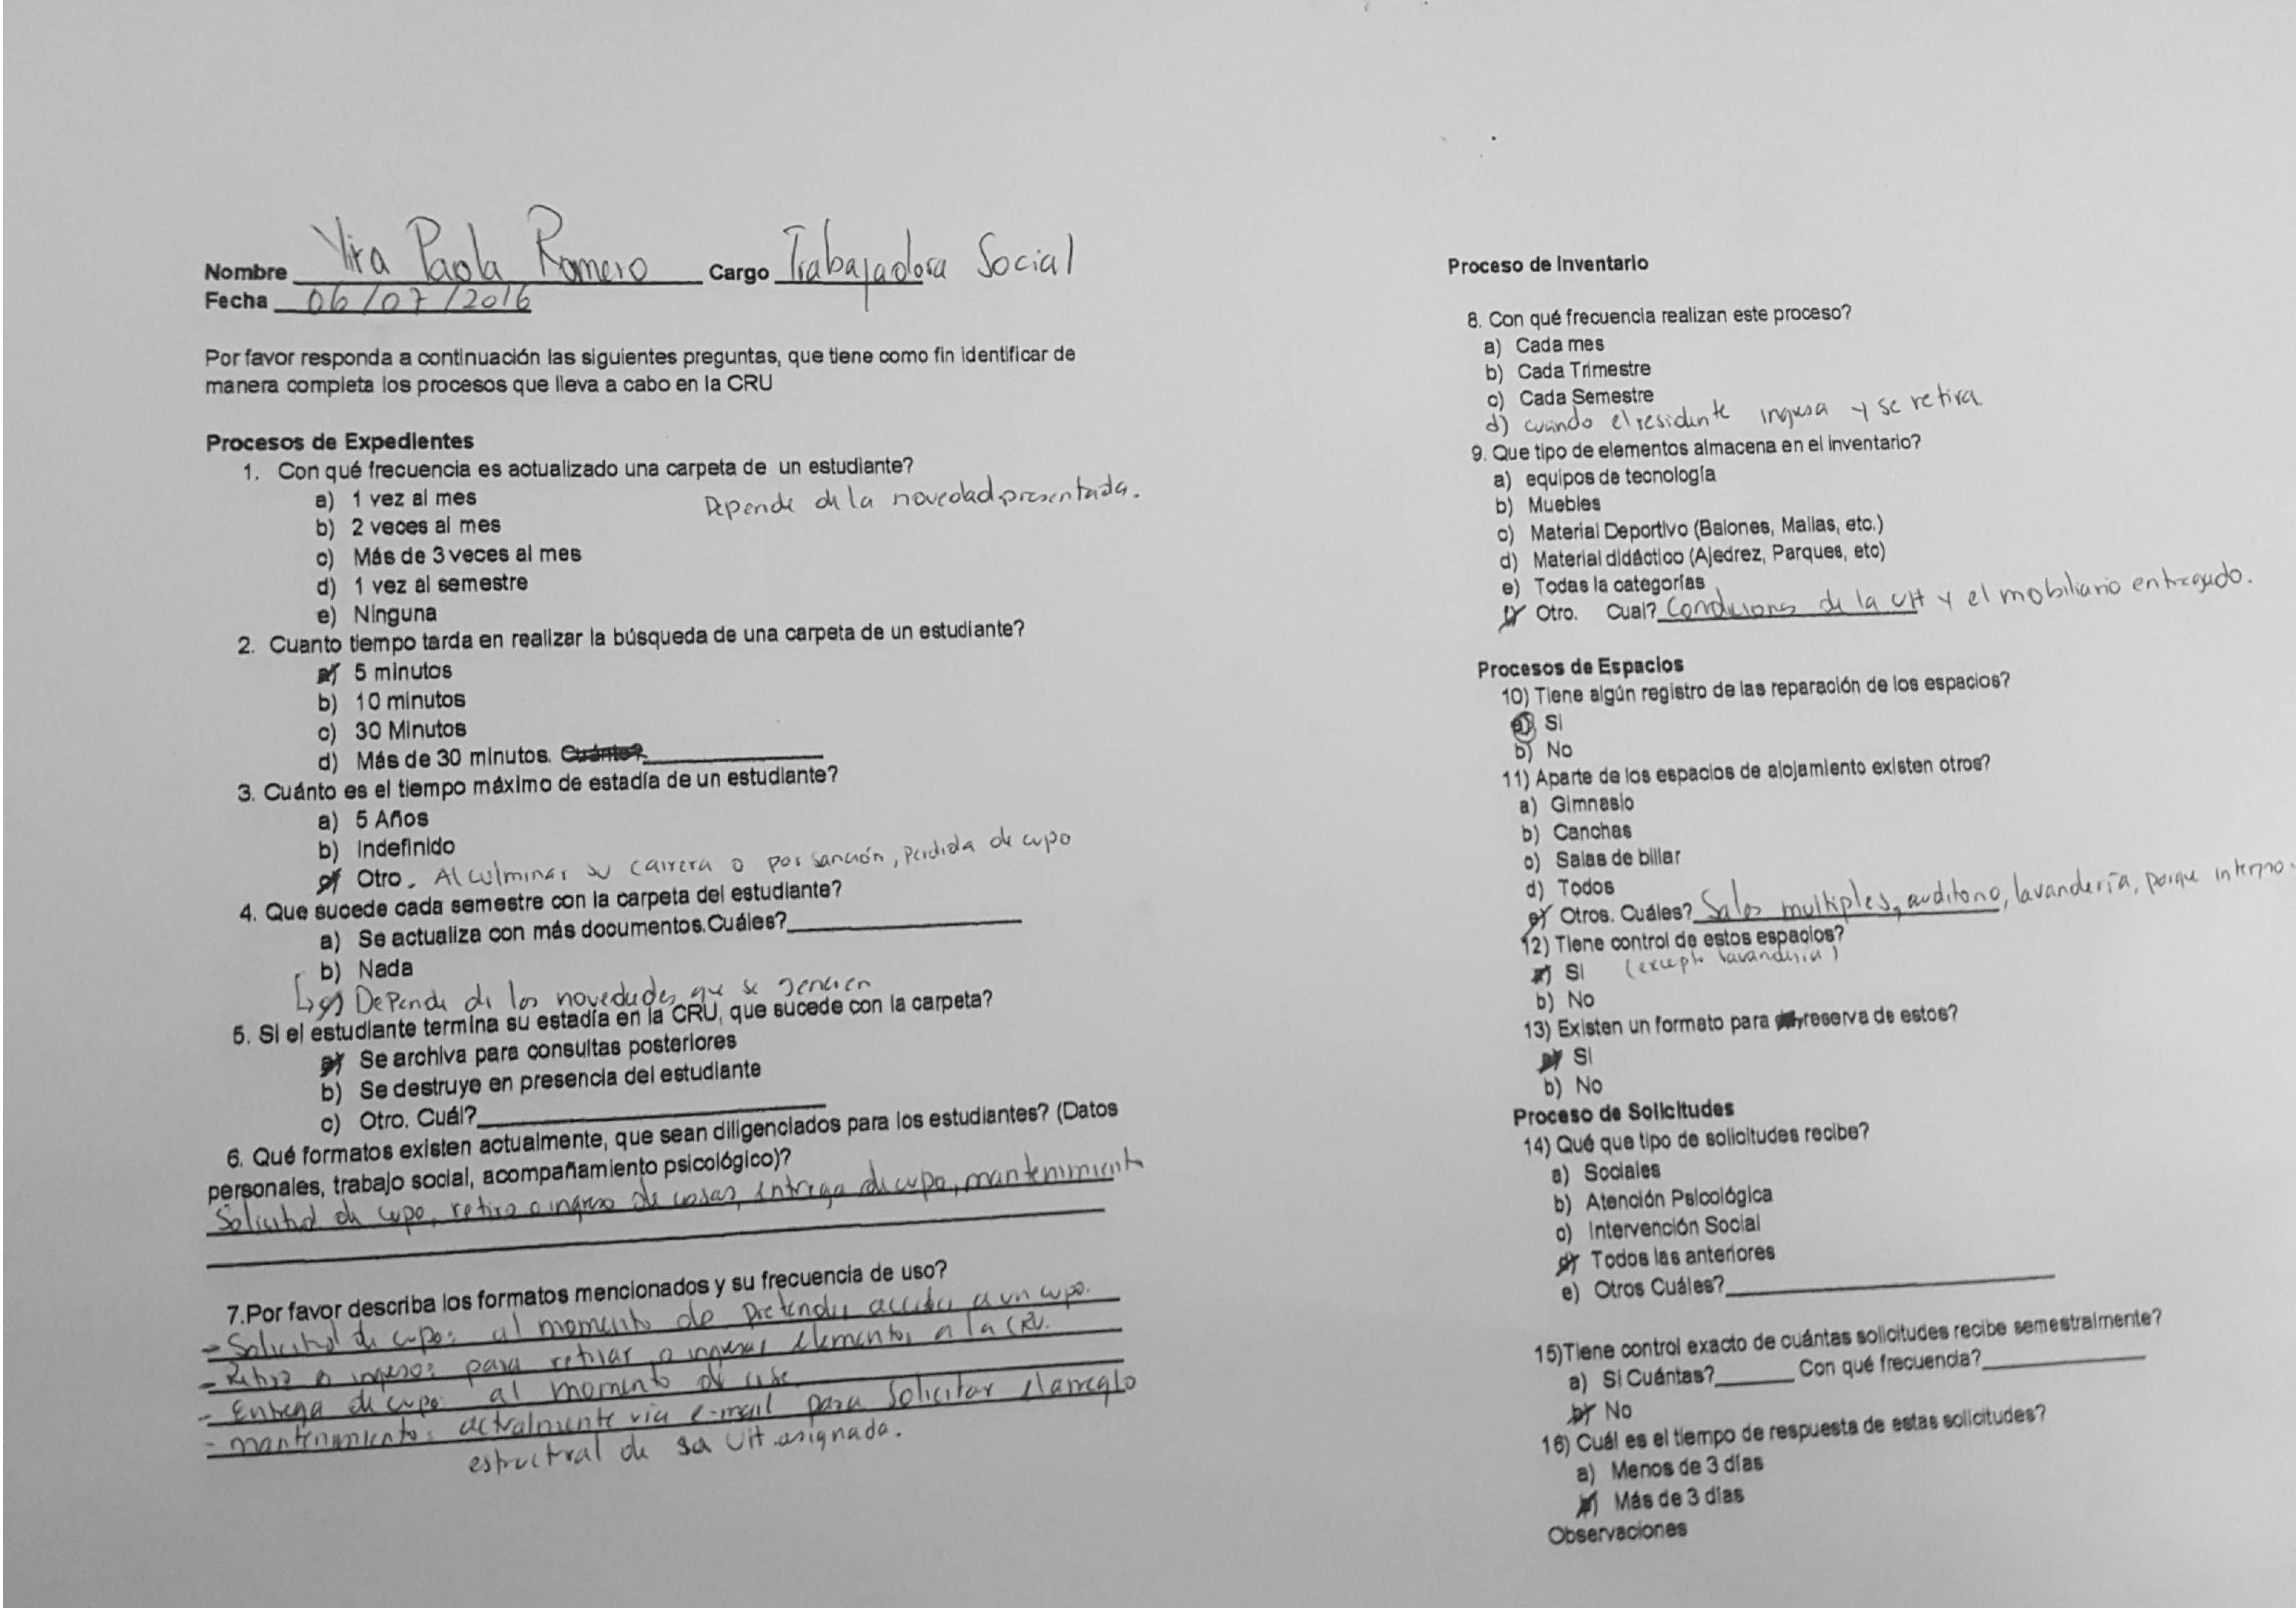 Nombre Yira Paola Romero Cargo Trabajadora Social
Fecha 06/07/2016
Por favor responda a continuación las siguientes preguntas, que tiene como fin identificar de
manera completa los procesos que lleva a cabo en la CRU
Procesos de Expedientes
1. Con qué frecuencia es actualizado una carpeta de un estudiante?
a) 1 vez al mes
Depende de la novedad presentada.
b) 2 veces al mes
c) Más de 3 veces al mes
d) 1 vez al semestre
e) Ninguna
2. Cuanto tiempo tarda en realizar la búsqueda de una carpeta de un estudiante?
a) 5 minutos
b) 10 minutos
c) 30 Minutos
d) Más de 30 minutos. Cuánto?
3. Cuánto es el tiempo máximo de estadía de un estudiante?
a) 5 Años
b) Indefinido
c) Otro. Al culminar su carrera o por sanción, perdida de cupo
4. Que sucede cada semestre con la carpeta del estudiante?
a) Se actualiza con más documentos. Cuáles?
b) Nada
c) Depende de las novedades que se generen
5. Si el estudiante termina su estadía en la CRU, que sucede con la carpeta?
a) Se archiva para consultas posteriores
b) Se destruye en presencia del estudiante
c) Otro. Cuál?
6. Qué formatos existen actualmente, que sean diligenciados para los estudiantes? (Datos
personales, trabajo social, acompañamiento psicológico)?
Solicitud de cupo, retiro o ingreso de cosas, entrega de cupo, mantenimiento
7.Por favor describa los formatos mencionados y su frecuencia de uso?
- Solicitud de cupo: al momento de pretender acceder a un cupo.
- Retiro o ingreso: para retirar o ingresar elementos a la CRU.
- Entrega de cupo: al momento de irse
- mantenimiento: actualmente via e-mail para solicitar el arreglo
estructural de su UH asignada.
Proceso de Inventario
8. Con qué frecuencia realizan este proceso?
a) Cada mes
b) Cada Trimestre
c) Cada Semestre
d) cuando el residente ingresa y se retira
9. Que tipo de elementos almacena en el inventario?
a) equipos de tecnología
b) Muebles
c) Material Deportivo (Balones, Mallas, etc.)
d) Material didáctico (Ajedrez, Parques, etc)
e) Todas la categorías
f) Otro. Cual? Condiciones de la UH y el mobiliario entregado.
Procesos de Espacios
10) Tiene algún registro de las reparación de los espacios?
a) Si
b) No
11) Aparte de los espacios de alojamiento existen otros?
a) Gimnasio
b) Canchas
c) Salas de billar
d) Todos
e) Otros. Cuáles? Salas multiples, auditorio, lavandería, parque interno.
12) Tiene control de estos espacios?
a) Si (excepto lavandería)
b) No
13) Existen un formato para reserva de estos?
a) Si
b) No
Proceso de Solicitudes
14) Qué que tipo de solicitudes recibe?
a) Sociales
b) Atención Psicológica
c) Intervención Social
d) Todos las anteriores
e) Otros Cuáles?
15)Tiene control exacto de cuántas solicitudes recibe semestralmente?
a) Si Cuántas? Con qué frecuencia?
b) No
16) Cuál es el tiempo de respuesta de estas solicitudes?
a) Menos de 3 días
b) Más de 3 días
Observaciones